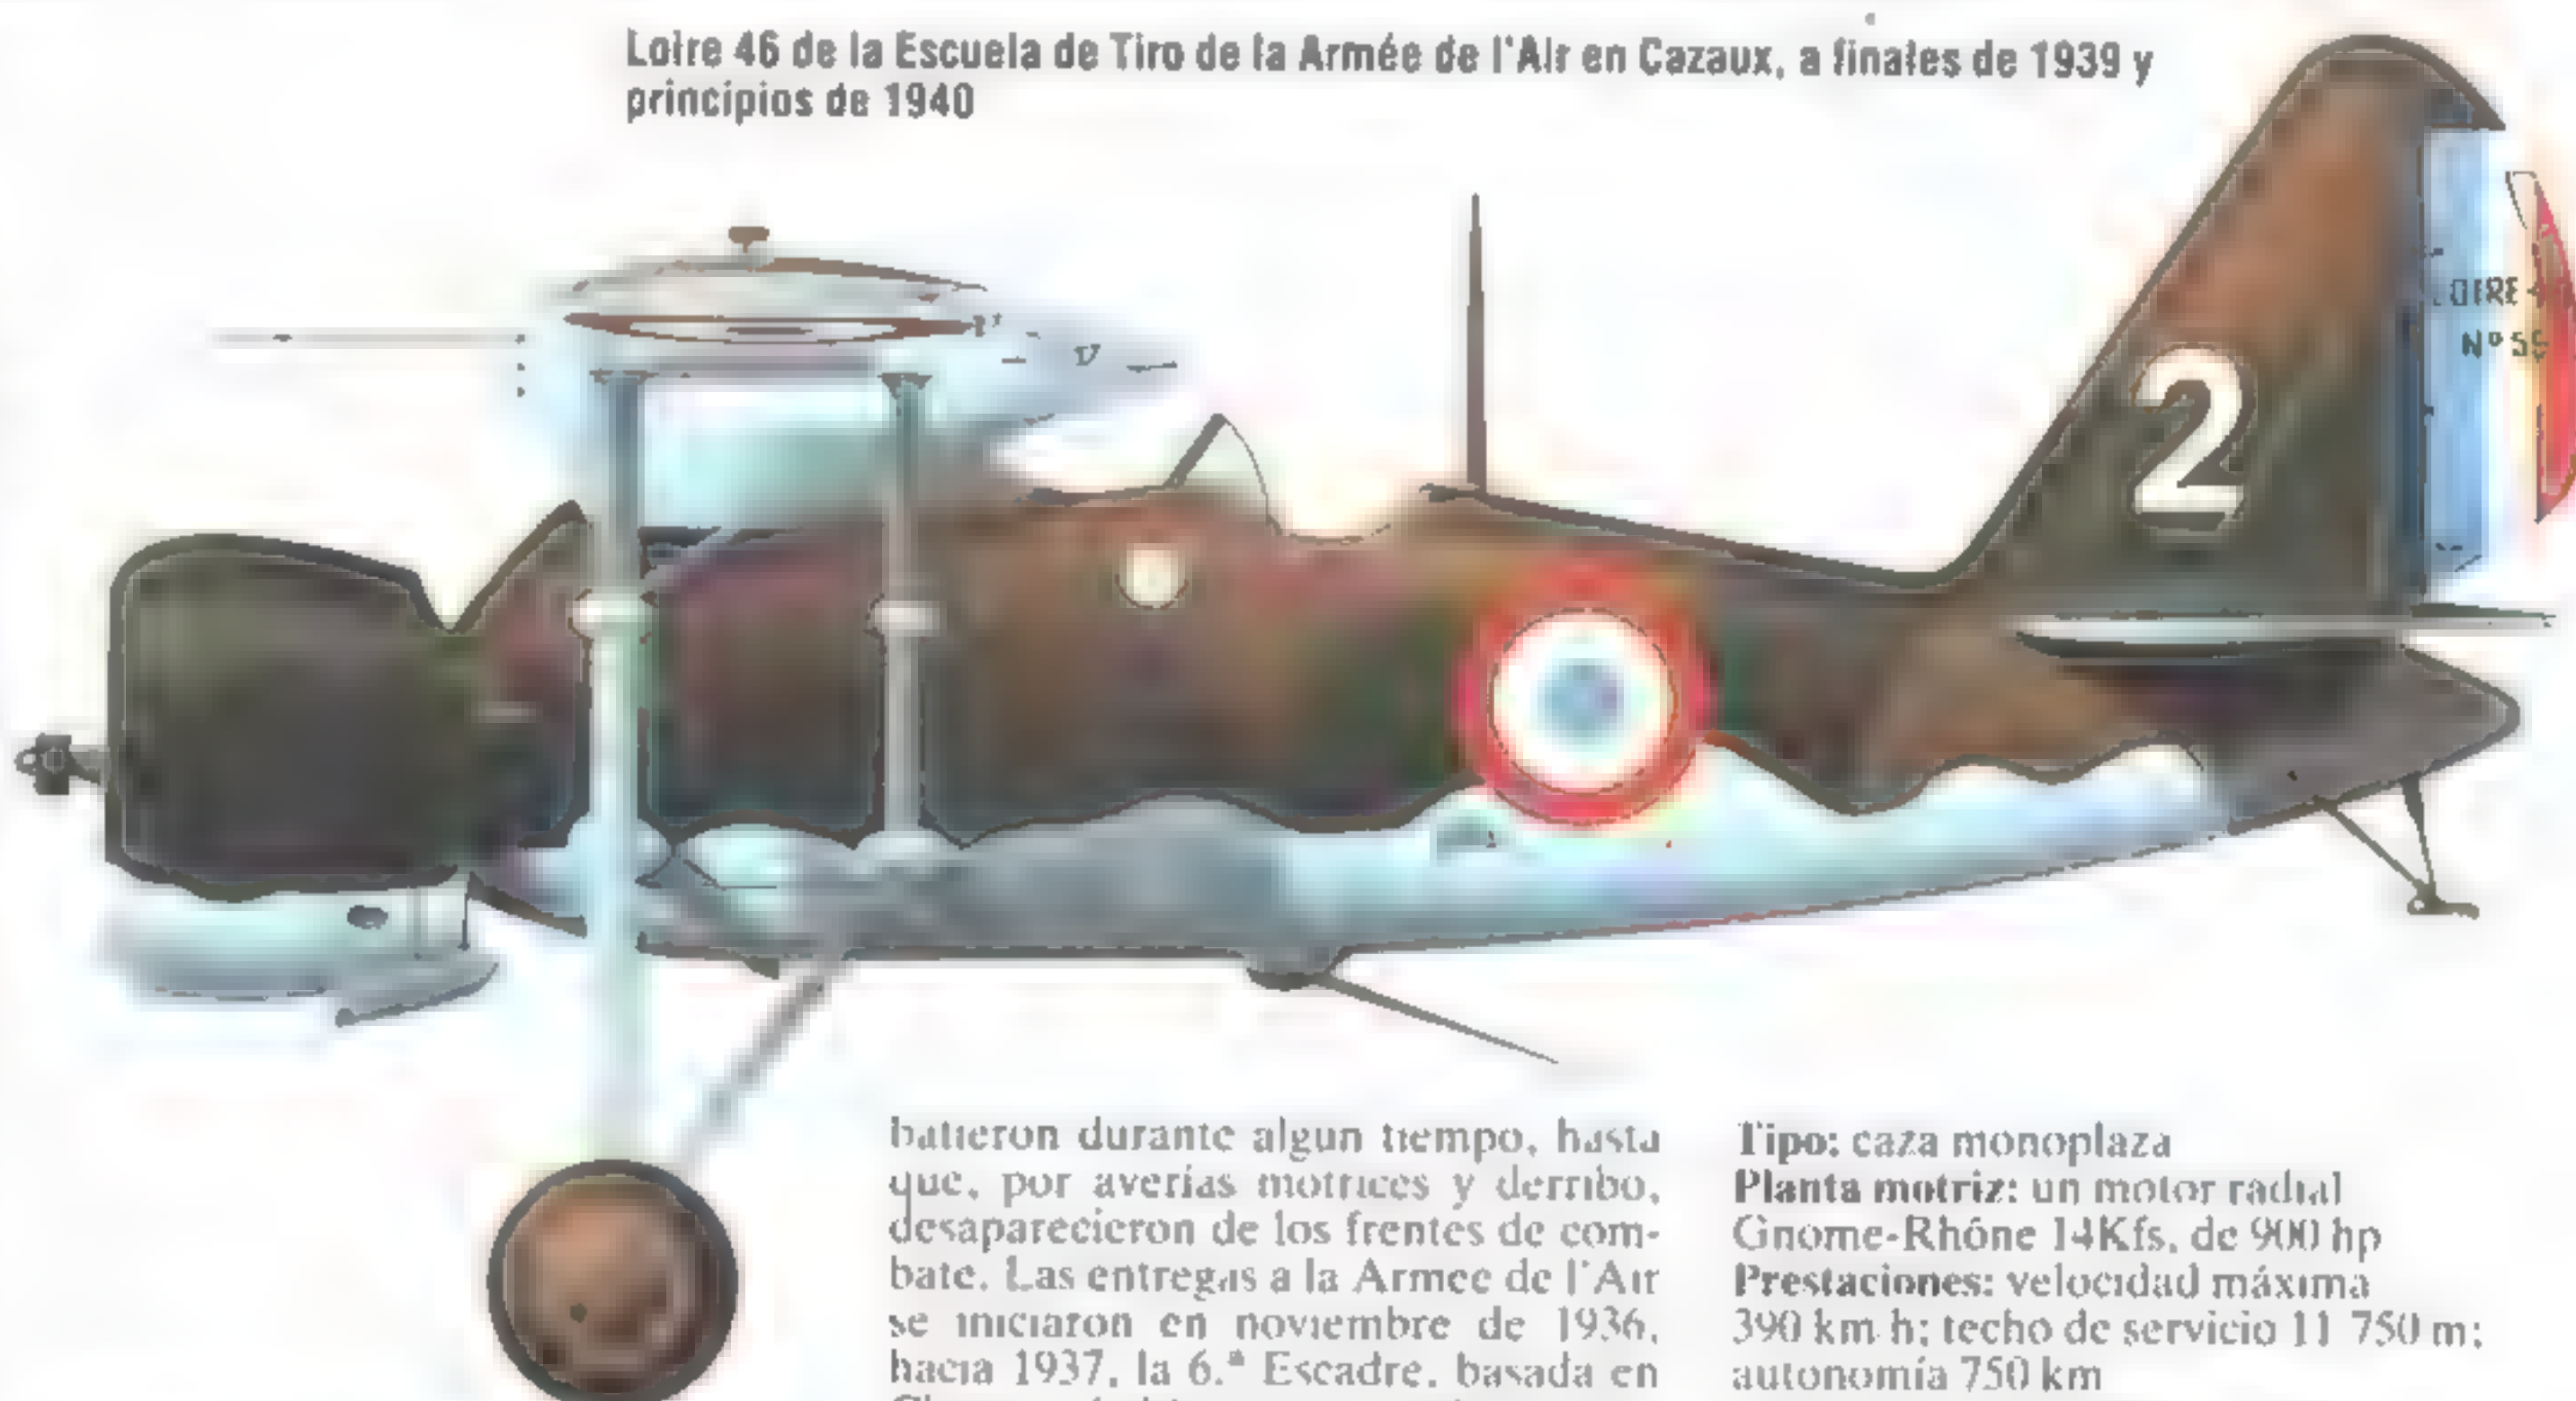 Loire 46 de la Escuela de Tiro de la Armée de l'Air en Cazaux, a finales de 1939 y
principios de 1940
LOIRE
Nº 5
2
batieron durante algun tiempo, hasta
que, por averías motrices y derribo,
desaparecieron de los frentes de com-
bate. Las entregas a la Armee de l'Air
se iniciaron en noviembre de 1936,
hacia 1937, la 6.ª Escadre, basada en
Tipo: caza monoplaza
Planta motriz: un motor radial
Gnome-Rhône 14Kfs, de 900 hp
Prestaciones: velocidad máxima
390 km h; techo de servicio 11 750 m;
autonomía 750 km